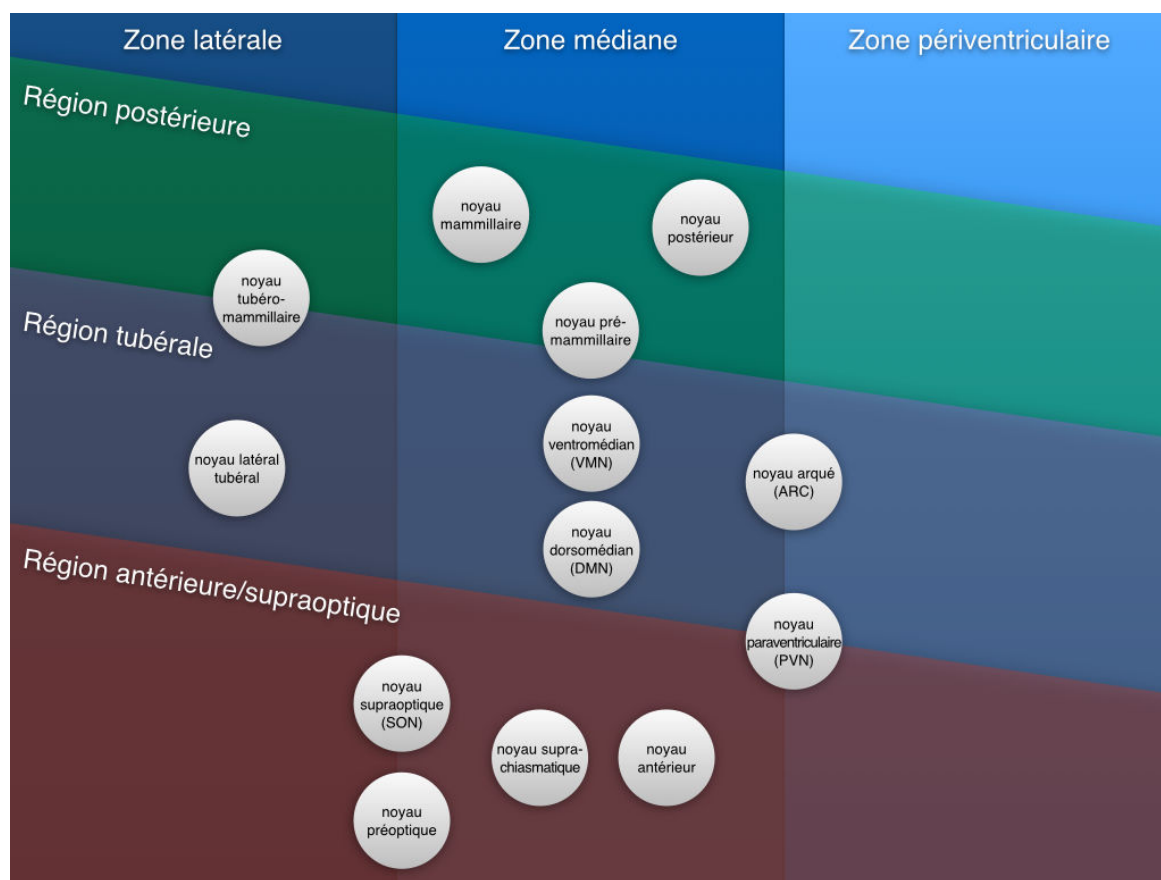 Zone latérale
Zone médiane
Zone périventriculaire
Région postérieure
noyau
mammillaire
noyau
postérieur
noyau
tubéro-
mammillaire
noyau pré-
mammillaire
Région tubérale
noyau
ventromédian
(VMN)
noyau latéral
tubéral
noyau arqué
(ARC)
noyau
dorsomédian
(DMN)
Région antérieure/supraoptique
noyau
paraventriculaire
(PVN)
noyau
supraoptique
(SON)
noyau supra-
chiasmatique
noyau
antérieur
noyau
préoptique